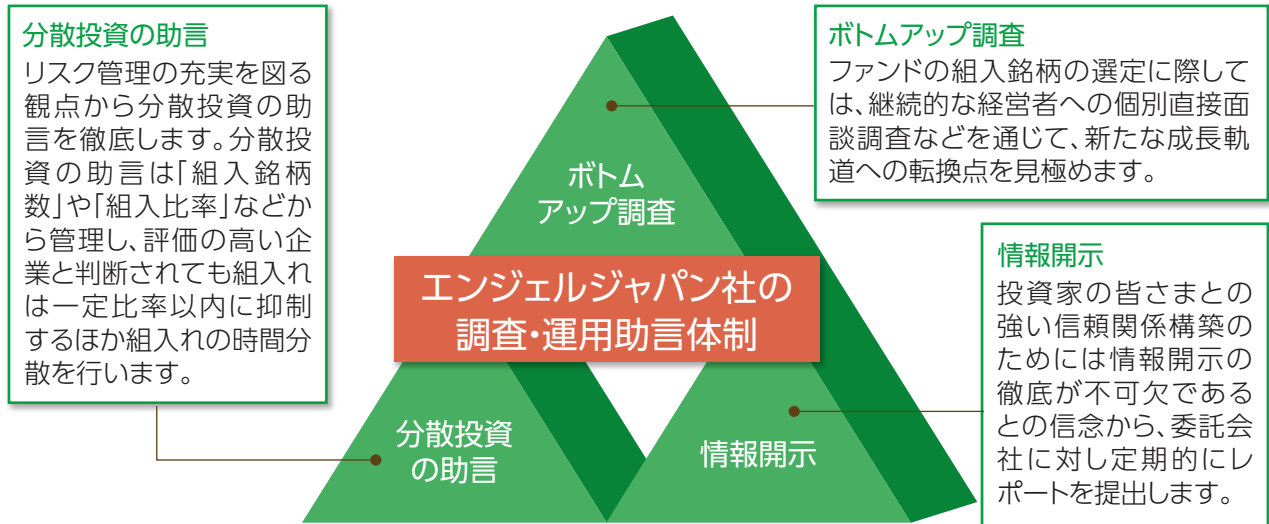 分散投資の助言
リスク管理の充実を図る
観点から分散投資の助
言を徹底します。分散投
資の助言は「組入銘柄
数」や「組入比率」などか
ら管理し、評価の高い企
業と判断されても組入れ
は一定比率以内に抑制
するほか組入れの時間分
散を行います。
ボトムアップ調査
ファンドの組入銘柄の選定に際して
は、継続的な経営者への個別直接面
談調査などを通じて、新たな成長軌
道への転換点を見極めます。
ボトム
アップ調査
エンジェルジャパン社の
調査・運用助言体制
分散投資
の助言
情報開示
情報開示
投資家の皆さまとの
強い信頼関係構築の
ためには情報開示の
徹底が不可欠である
との信念から、委託会
社に対し定期的にレ
ポートを提出します。